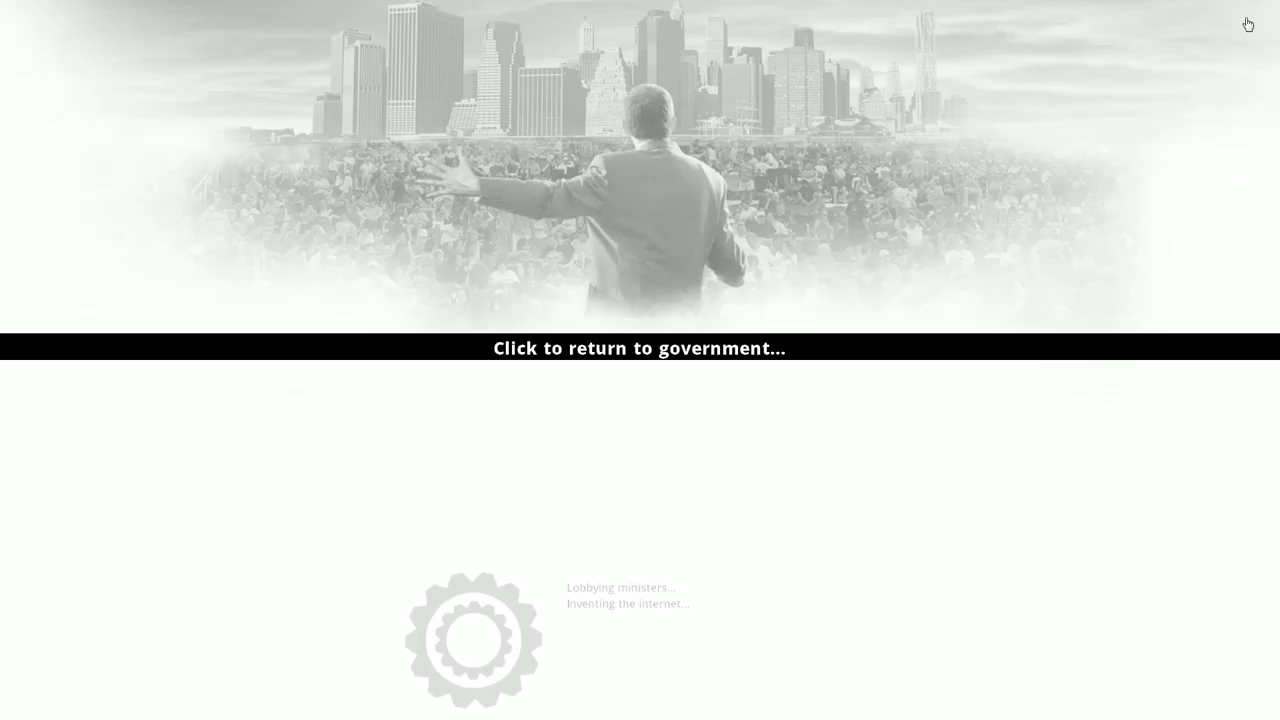 Click to return to government...
Lobbying ministers...
Inventing the internet...